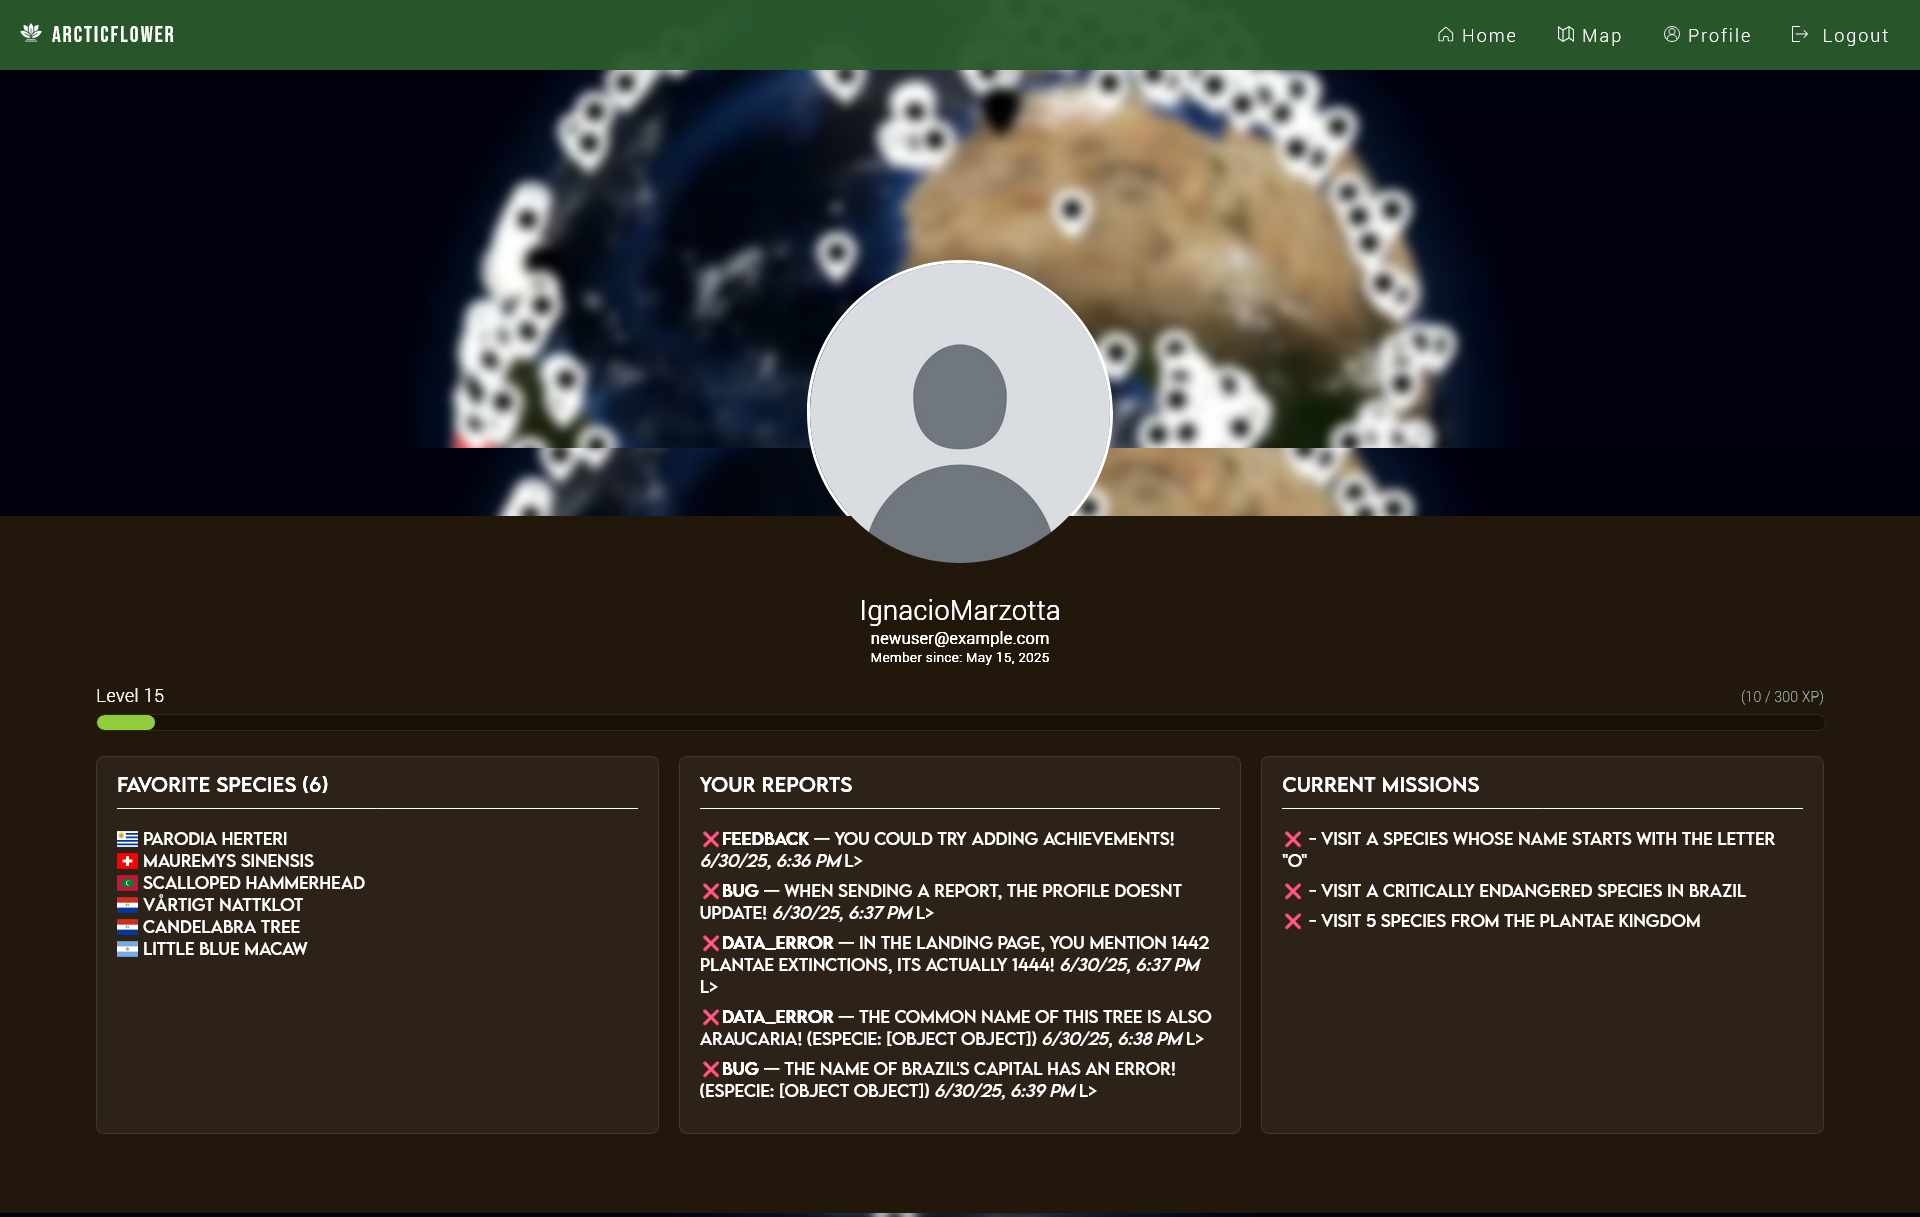 ARCTICFLOWER
Home
Map
Profile
Logout
IgnacioMarzotta
newuser@example.com
Member since: May 15, 2025
Level 15
(10 / 300 XP)
FAVORITE SPECIES (6)
PARODIA HERTERI
MAUREMYS SINENSIS
SCALLOPED HAMMERHEAD
VÅRTIGT NATTKLOT
CANDELABRA TREE
LITTLE BLUE MACAW
YOUR REPORTS
❌FEEDBACK — YOU COULD TRY ADDING ACHIEVEMENTS!
6/30/25, 6:36 PM L>
❌BUG — WHEN SENDING A REPORT, THE PROFILE DOESNT
UPDATE! 6/30/25, 6:37 PM L>
❌DATA_ERROR — IN THE LANDING PAGE, YOU MENTION 1442
PLANTAE EXTINCTIONS, ITS ACTUALLY 1444! 6/30/25, 6:37 PM
L>
❌DATA_ERROR — THE COMMON NAME OF THIS TREE IS ALSO
ARAUCARIA! (ESPECIE: [OBJECT OBJECT]) 6/30/25, 6:38 PM L>
❌BUG — THE NAME OF BRAZIL'S CAPITAL HAS AN ERROR!
(ESPECIE: [OBJECT OBJECT]) 6/30/25, 6:39 PM L>
CURRENT MISSIONS
❌ - VISIT A SPECIES WHOSE NAME STARTS WITH THE LETTER
"O"
❌ - VISIT A CRITICALLY ENDANGERED SPECIES IN BRAZIL
❌ - VISIT 5 SPECIES FROM THE PLANTAE KINGDOM